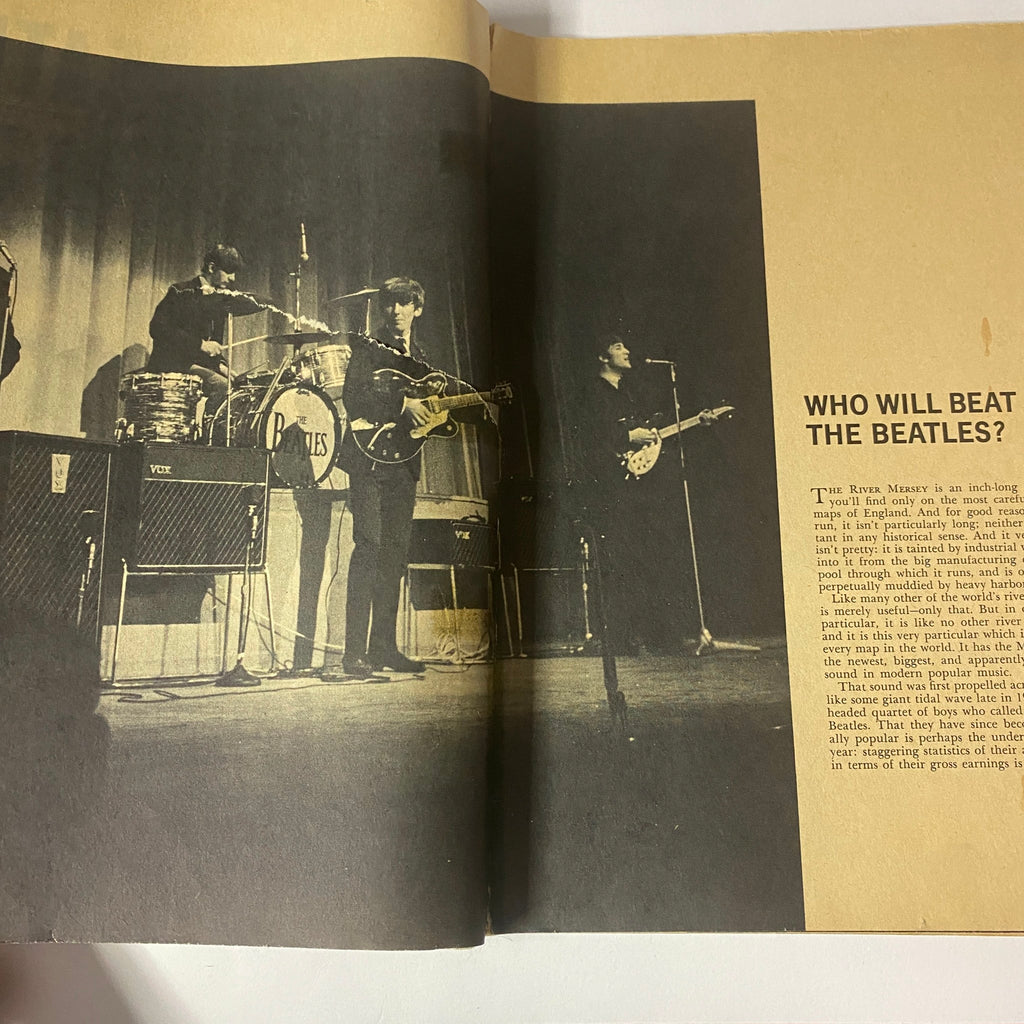 THE
BEATLES
VOX
VOX
VOX
WHO WILL BEAT
THE BEATLES?
THE RIVER MERSEY is an inch-long
you'll find only on the most carefu
maps of England. And for good reaso
run, it isn't particularly long; neither
tant in any historical sense. And it ve
isn't pretty: it is tainted by industrial
into it from the big manufacturing
pool through which it runs, and is o
perpetually muddied by heavy harbo
Like many other of the world's rive
is merely useful—only that. But in
particular, it is like no other river
and it is this very particular which i
every map in the world. It has the M
the newest, biggest, and apparently
sound in modern popular music.
That sound was first propelled acr
like some giant tidal wave late in 19
headed quartet of boys who called
Beatles. That they have since beco
ally popular is perhaps the under
year: staggering statistics of their
in terms of their gross earnings is